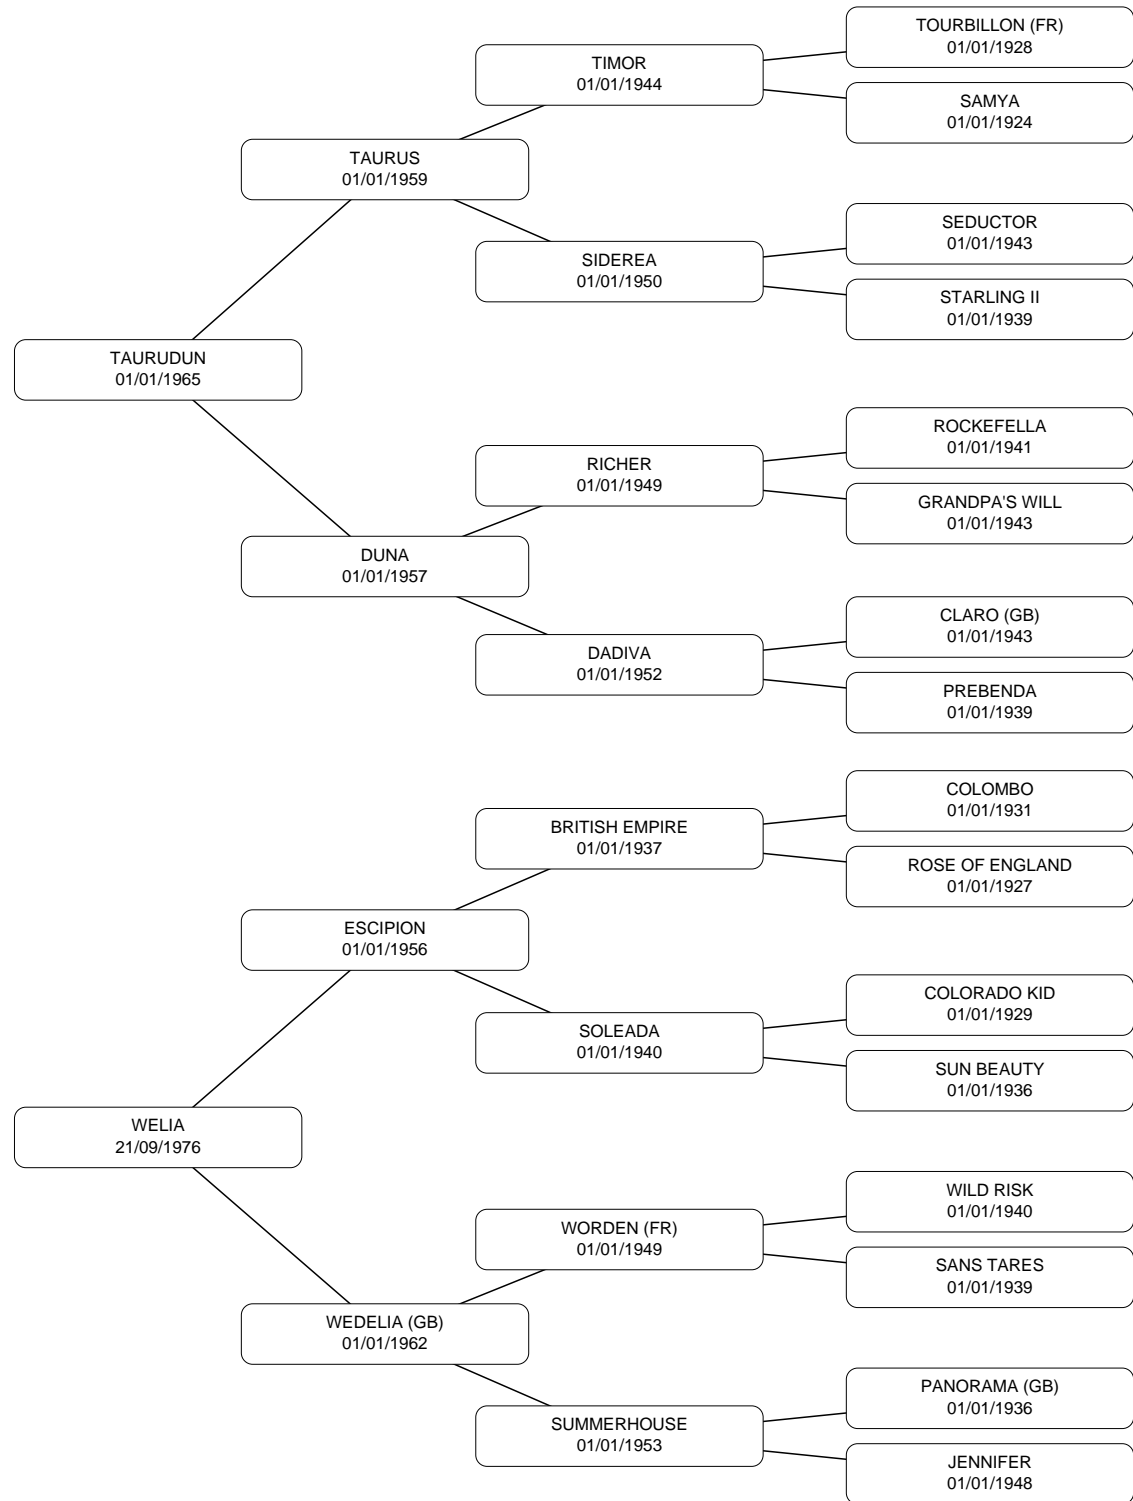 TOURBILLON (FR)
01/01/1928
TIMOR
01/01/1944
SAMYA
01/01/1924
TAURUS
01/01/1959
SEDUCTOR
01/01/1943
SIDEREA
01/01/1950
STARLING II
01/01/1939
TAURUDUN
01/01/1965
ROCKEFELLA
01/01/1941
RICHER
01/01/1949
GRANDPA'S WILL
01/01/1943
DUNA
01/01/1957
CLARO (GB)
01/01/1943
DADIVA
01/01/1952
PREBENDA
01/01/1939
COLOMBO
01/01/1931
BRITISH EMPIRE
01/01/1937
ROSE OF ENGLAND
01/01/1927
ESCIPION
01/01/1956
COLORADO KID
01/01/1929
SOLEADA
01/01/1940
SUN BEAUTY
01/01/1936
WELIA
21/09/1976
WILD RISK
01/01/1940
WORDEN (FR)
01/01/1949
SANS TARES
01/01/1939
WEDELIA (GB)
01/01/1962
PANORAMA (GB)
01/01/1936
SUMMERHOUSE
01/01/1953
JENNIFER
01/01/1948